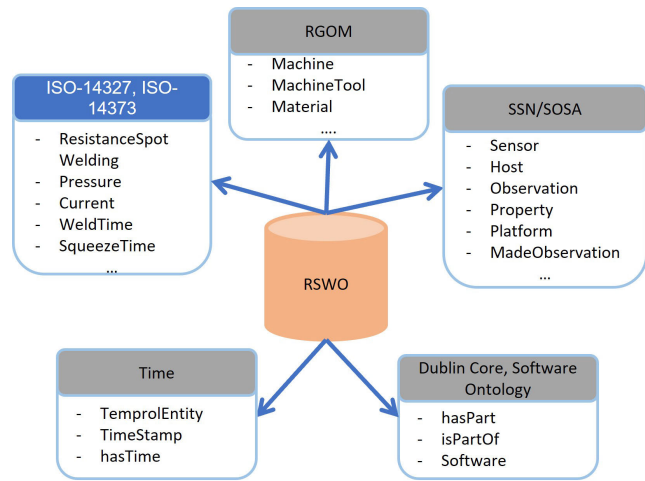 RGOM
- Machine
- MachineTool
- Material
....
ISO-14327, ISO-
14373
- ResistanceSpot
Welding
- Pressure
- Current
- WeldTime
- SqueezeTime
...
SSN/SOSA
- Sensor
- Host
- Observation
- Property
- Platform
- MadeObservation
...
RSWO
Time
- TemprolEntity
- TimeStamp
- hasTime
Dublin Core, Software
Ontology
- hasPart
- isPartOf
- Software